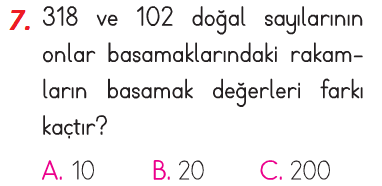 7. 318 ve 102 doğal sayılarının
onlar basamaklarındaki rakam-
ların basamak değerleri farkı
kaçtır?
A. 10 B. 20 C. 200